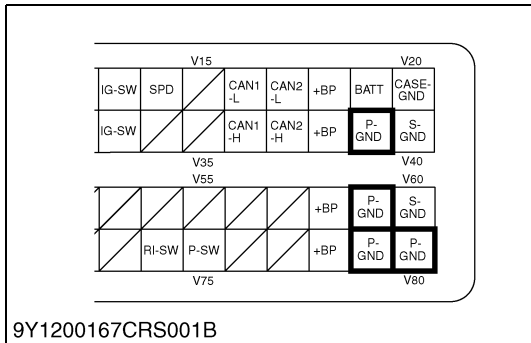 V15 V20
IG-SW SPD CAN1 -L CAN2 -L +BP BATT CASE- GND
IG-SW CAN1 -H CAN2 -H +BP P- GND S- GND
V35 V40
V55 V60
+BP P- GND S- GND
RI-SW P-SW +BP P- GND P- GND
V75 V80
9Y1200167CRS001B